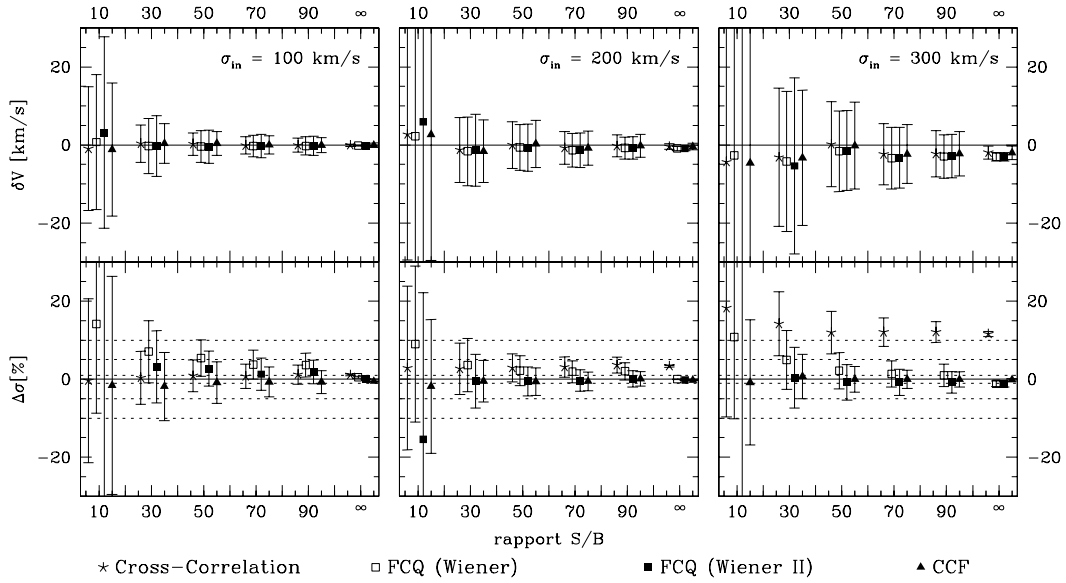 10 30 50 70 90 ∞ 10 30 50 70 90 ∞ 10 30 50 70 90 ∞
σin = 100 km/s σin = 200 km/s σin = 300 km/s
20 20
δV [km/s]
0 0
−20 −20
20 20
Δσ[%]
0 0
−20 −20
10 30 50 70 90 ∞ 10 30 50 70 90 ∞ 10 30 50 70 90 ∞
rapport S/B
Cross−Correlation FCQ (Wiener) FCQ (Wiener II) CCF